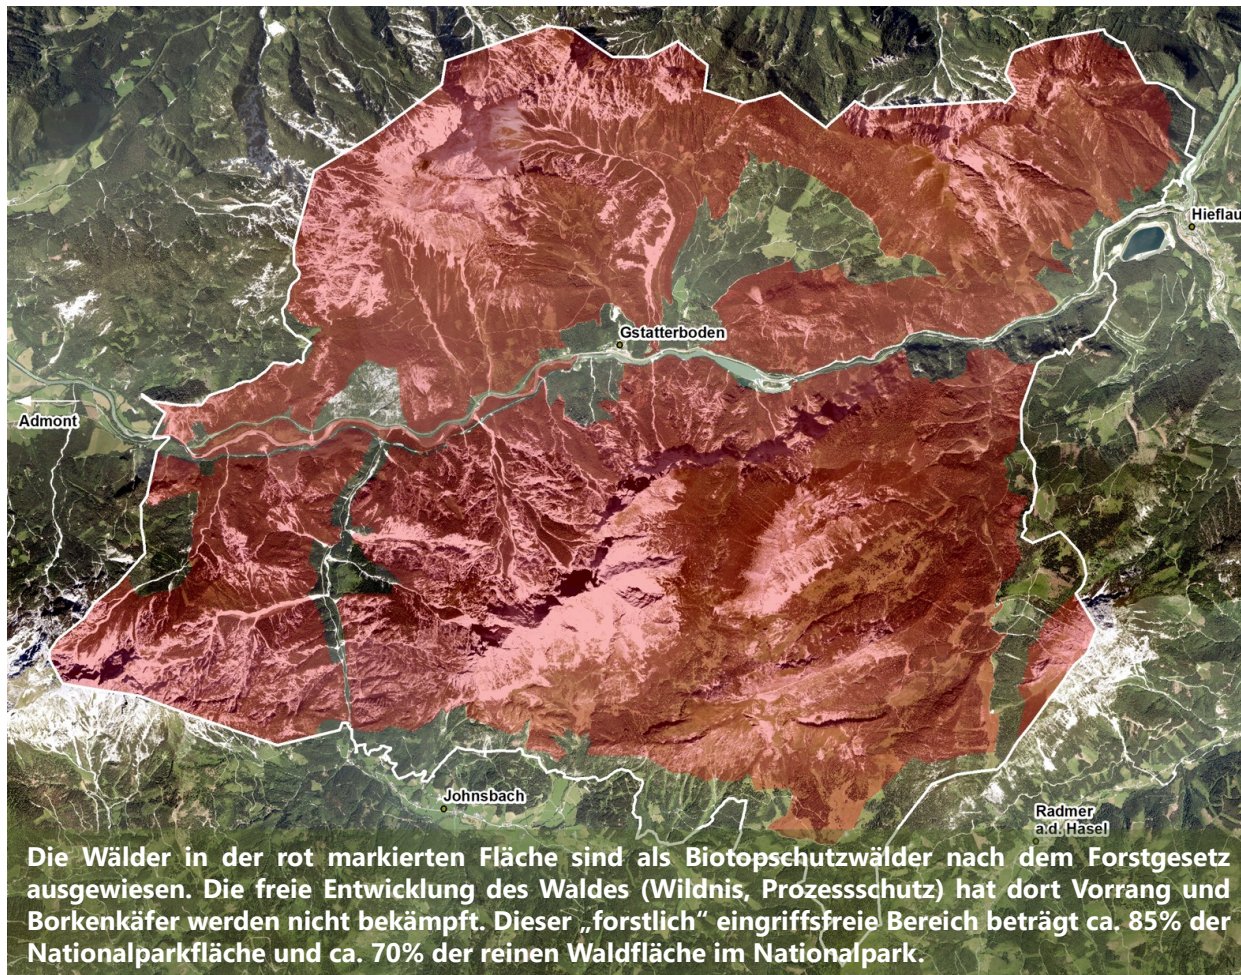 Hieflau
Gstatterboden
Admont
Johnsbach
Radmer
a.d. Hasel
Die Wälder in der rot markierten Fläche sind als Biotopschutzwälder nach dem Forstgesetz
ausgewiesen. Die freie Entwicklung des Waldes (Wildnis, Prozessschutz) hat dort Vorrang und
Borkenkäfer werden nicht bekämpft. Dieser „forstlich“ eingriffsfreie Bereich beträgt ca. 85% der
Nationalparkfläche und ca. 70% der reinen Waldfläche im Nationalpark.